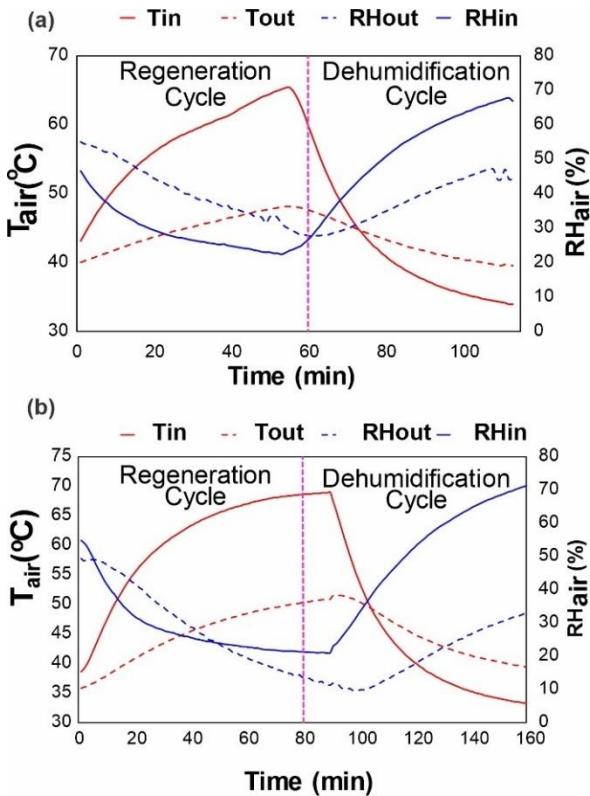 (a)
Tin Tout RHout RHin
70 80
Regeneration Dehumidification
Cycle Cycle
70
60 60
50
50 40
30
40 20
10
30 0
0 20 40 60 80 100
Tair(°C)
RHair (%)
Time (min)
(b)
Tin Tout RHout RHin
75 80
Regeneration Dehumidification
Cycle Cycle
70 70
65 60
60
55 50
50 40
45 30
40 20
35 10
30 0
0 20 40 60 80 100 120 140 160
Tair(ºC)
RHair (%)
Time (min)